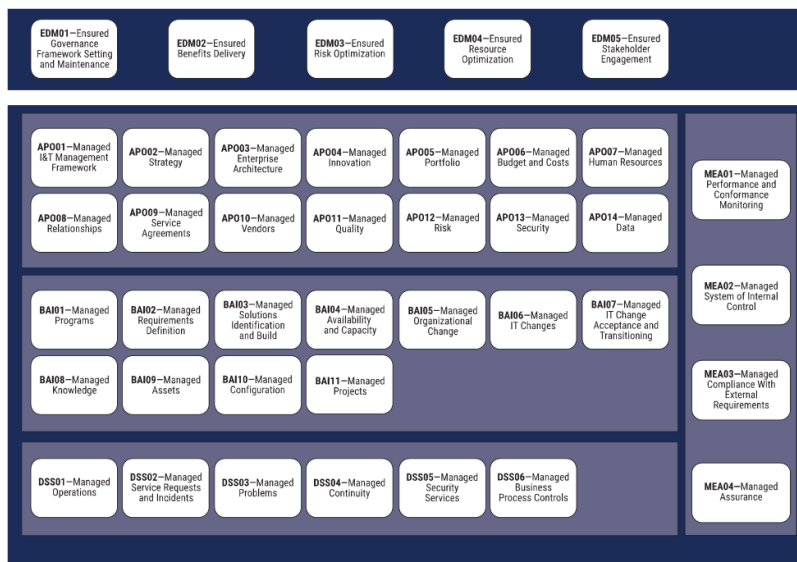 EDM01—Ensured
Governance
Framework Setting
and Maintenance
EDM02—Ensured
Benefits Delivery
EDM03—Ensured
Risk Optimization
EDM04—Ensured
Resource
Optimization
EDM05—Ensured
Stakeholder
Engagement
APO01—Managed
I&T Management
Framework
APO02—Managed
Strategy
APO03—Managed
Enterprise
Architecture
APO04—Managed
Innovation
APO05—Managed
Portfolio
APO06—Managed
Budget and Costs
APO07—Managed
Human Resources
APO08—Managed
Relationships
APO09—Managed
Service
Agreements
APO10—Managed
Vendors
APO11—Managed
Quality
APO12—Managed
Risk
APO13—Managed
Security
APO14—Managed
Data
BAI01—Managed
Programs
BAI02—Managed
Requirements
Definition
BAI03—Managed
Solutions
Identification
and Build
BAI04—Managed
Availability
and Capacity
BAI05—Managed
Organizational
Change
BAI06—Managed
IT Changes
BAI07—Managed
IT Change
Acceptance and
Transitioning
BAI08—Managed
Knowledge
BAI09—Managed
Assets
BAI10—Managed
Configuration
BAI11—Managed
Projects
DSS01—Managed
Operations
DSS02—Managed
Service Requests
and Incidents
DSS03—Managed
Problems
DSS04—Managed
Continuity
DSS05—Managed
Security
Services
DSS06—Managed
Business
Process Controls
MEA01—Managed
Performance and
Conformance
Monitoring
MEA02—Managed
System of Internal
Control
MEA03—Managed
Compliance With
External
Requirements
MEA04—Managed
Assurance